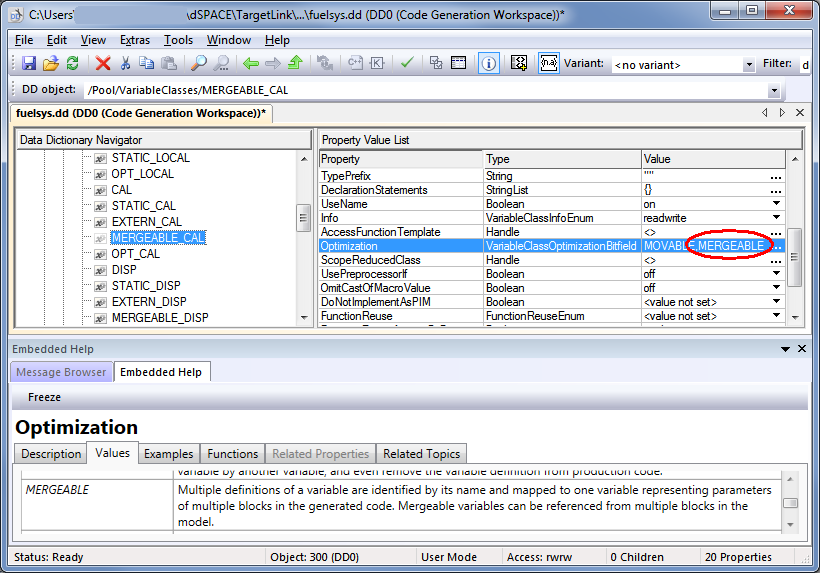 C:\Users\ \dSPACE\TargetLink\...\fuelsys.dd (DD0 (Code Generation Workspace))*
File Edit View Extras Tools Window Help
Variant: <no variant> Filter: d
DD object: /Pool/VariableClasses/MERGEABLE_CAL
fuelsys.dd (DD0 (Code Generation Workspace))*
Data Dictionary Navigator
STATIC_LOCAL
OPT_LOCAL
CAL
STATIC_CAL
EXTERN_CAL
MERGEABLE_CAL
OPT_CAL
DISP
STATIC_DISP
EXTERN_DISP
MERGEABLE_DISP
Property Value List
Property Type Value
TypePrefix String "" ...
DeclarationStatements StringList {} ...
UseName Boolean on
Info VariableClassInfoEnum readwrite
AccessFunctionTemplate Handle <> ...
Optimization VariableClassOptimizationBitfield MOVABLE,MERGEABLE ...
ScopeReducedClass Handle <> ...
UsePreprocessorIf Boolean off
OmitCastOfMacroValue Boolean off
DoNotImplementAsPIM Boolean <value not set>
FunctionReuse FunctionReuseEnum <value not set>
Embedded Help
Message Browser Embedded Help
Freeze
Optimization
Description Values Examples Functions Related Properties Related Topics
variable by another variable, and even remove the variable definition from production code.
MERGEABLE Multiple definitions of a variable are identified by its name and mapped to one variable representing parameters
of multiple blocks in the generated code. Mergeable variables can be referenced from multiple blocks in the
model.
Status: Ready Object: 300 (DD0) User Mode Access: rwrw 0 Children 20 Properties